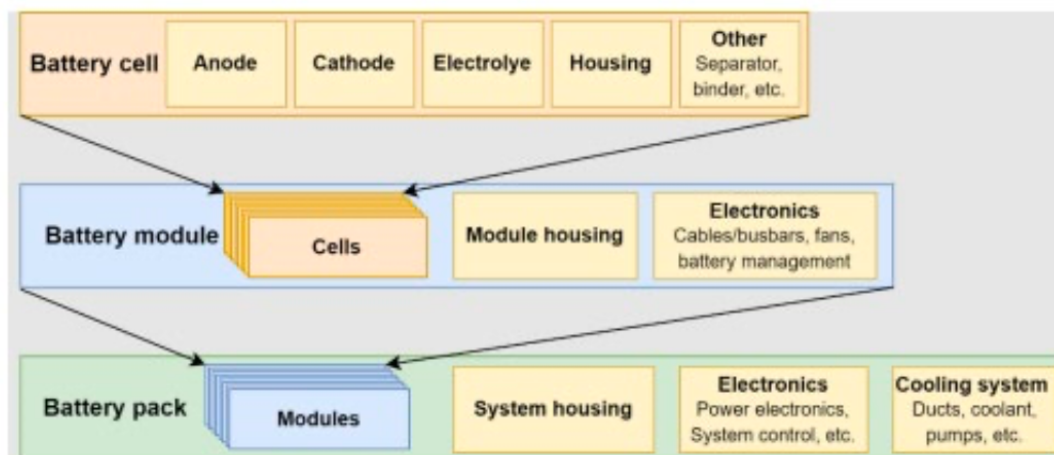 Battery cell
Anode
Cathode
Electrolye
Housing
Other
Separator,
binder, etc.
Battery module
Cells
Module housing
Electronics
Cables/busbars, fans,
battery management
Battery pack
Modules
System housing
Electronics
Power electronics,
System control, etc.
Cooling system
Ducts, coolant,
pumps, etc.